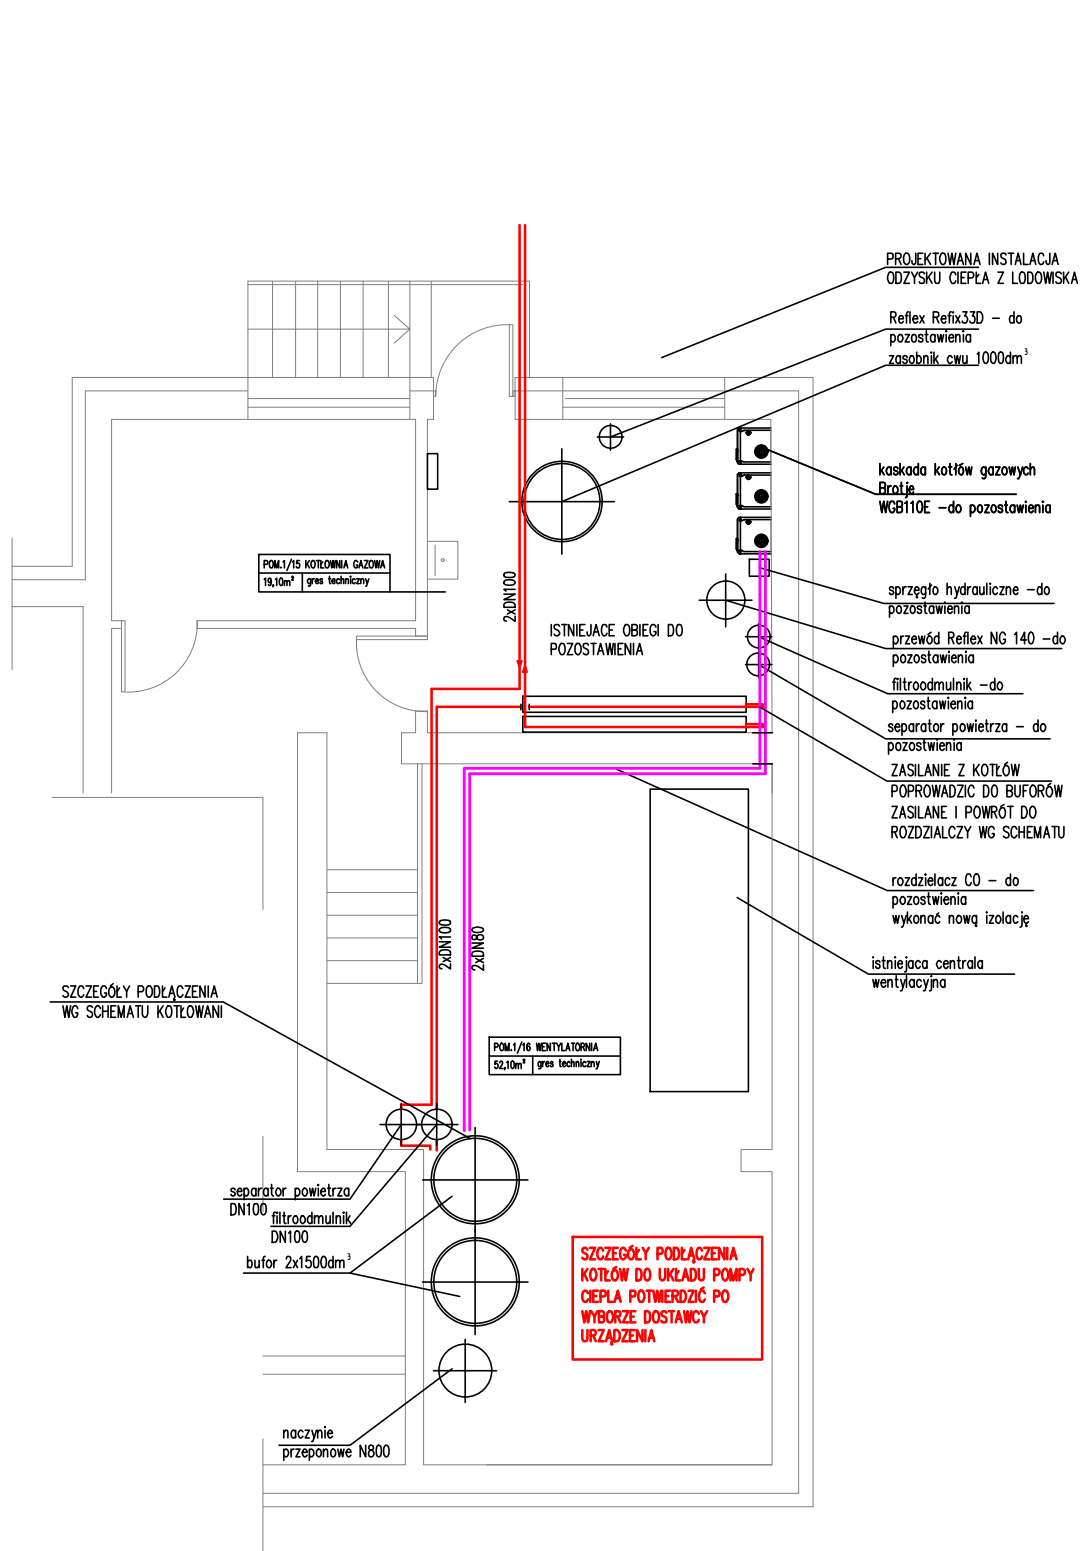 PROJEKTOWANA INSTALACJA
ODZYSKU CIEPŁA Z LODOWISKA
Reflex Refix33D – do
pozostawienia
zasobnik cwu 1000dm³
kaskada kotłów gazowych
Brotje
WGB110E –do pozostawienia
POM.1/15 KOTŁOWNIA GAZOWA
19,10m² gres techniczny
2xDN100
ISTNIEJACE OBIEGI DO
POZOSTAWIENIA
sprzęgło hydrauliczne –do
pozostawienia
przewód Reflex NG 140 –do
pozostawienia
filtroodmulnik –do
pozostawienia
separator powietrza – do
pozostwienia
ZASILANIE Z KOTŁÓW
POPROWADZIC DO BUFORÓW
ZASILANE I POWRÓT DO
ROZDZIALCZY WG SCHEMATU
rozdzielacz CO – do
pozostwienia
wykonać nową izolację
istniejaca centrala
wentylacyjna
2xDN100
2xDN80
SZCZEGÓŁY PODŁĄCZENIA
WG SCHEMATU KOTŁOWANI
POM.1/16 WENTYLATORNIA
52,10m² gres techniczny
separator powietrza
DN100
filtroodmulnik
DN100
bufor 2x1500dm³
SZCZEGÓŁY PODŁĄCZENIA
KOTŁÓW DO UKŁADU POMPY
CIEPLA POTWIERDZIĆ PO
WYBORZE DOSTAWCY
URZĄDZENIA
naczynie
przeponowe N800